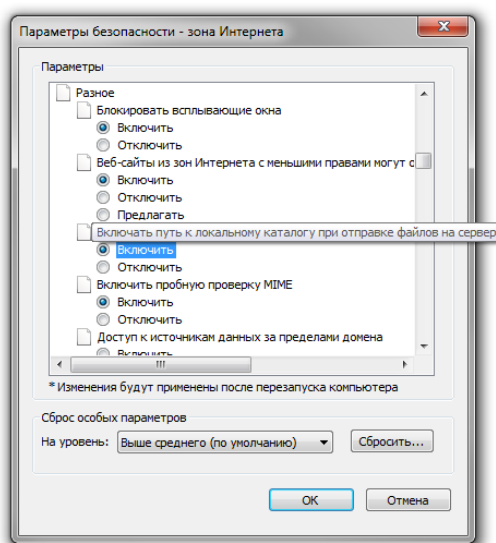 Параметры безопасности - зона Интернета
Параметры
Разное
Блокировать всплывающие окна
Включить
Отключить
Веб-сайты из зон Интернета с меньшими правами могут о
Включить
Отключить
Предлагать
Включать путь к локальному каталогу при отправке файлов на сервер
Включить
Отключить
Включить пробную проверку MIME
Включить
Отключить
Доступ к источникам данных за пределами домена
Включить
* Изменения будут применены после перезапуска компьютера
Сброс особых параметров
На уровень: Выше среднего (по умолчанию) Сбросить...
ОК Отмена